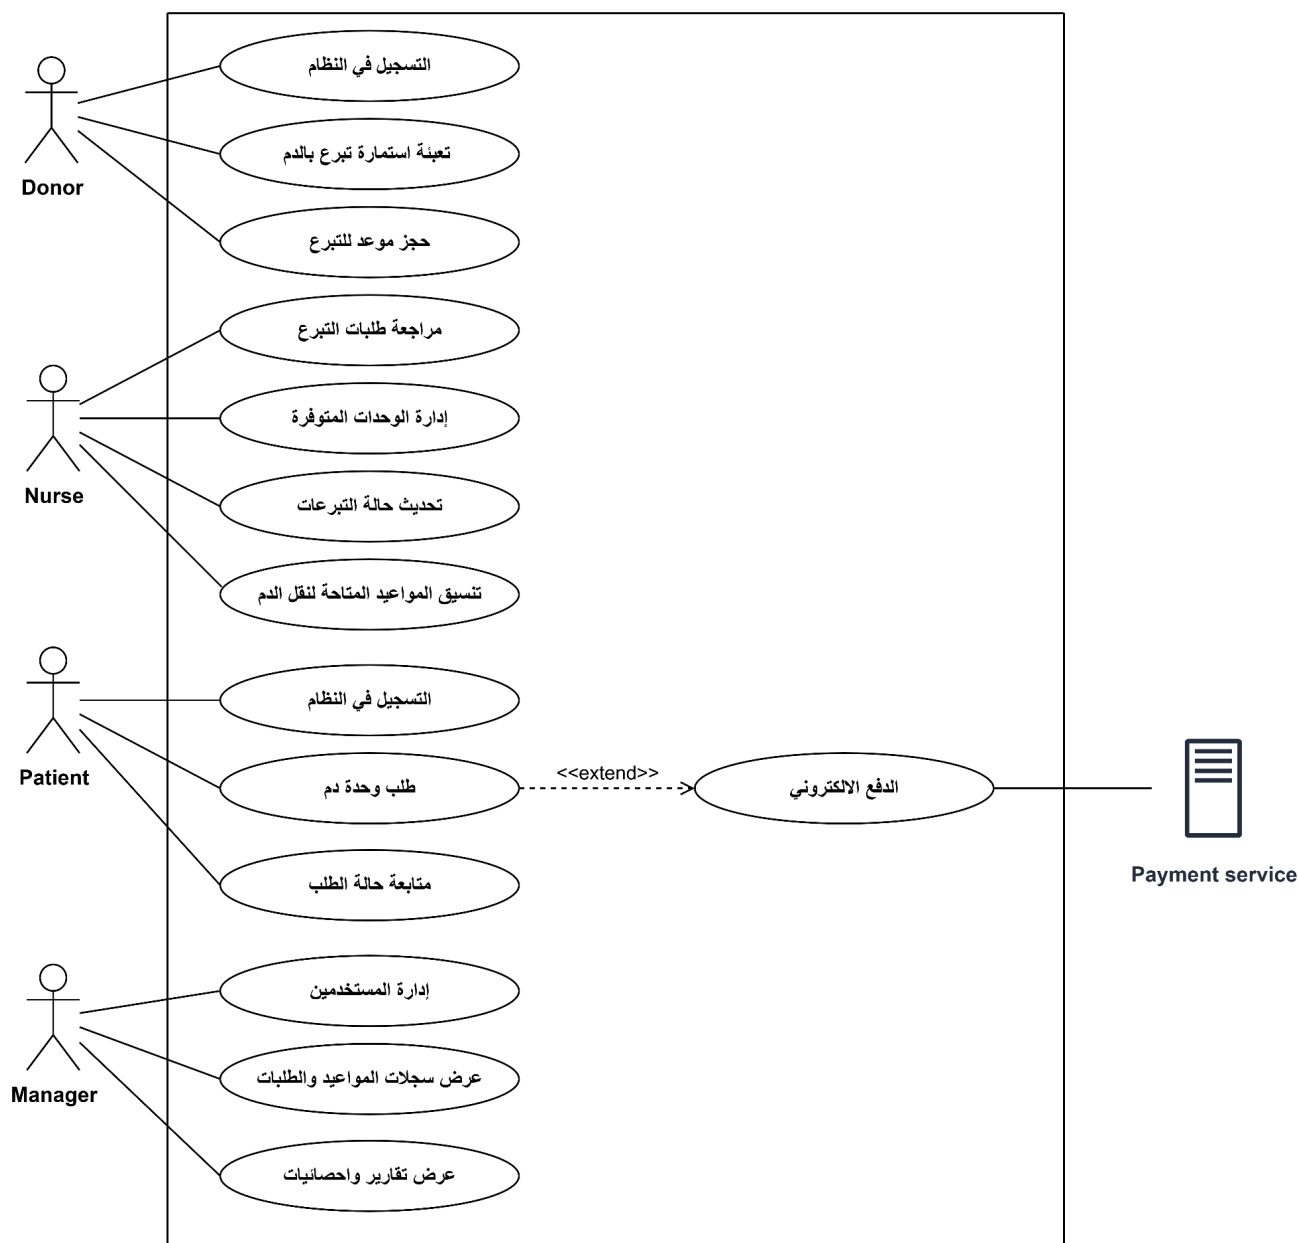 التسجيل في النظام
تعبئة استمارة تبرع بالدم
Donor
حجز موعد للتبرع
مراجعة طلبات التبرع
إدارة الوحدات المتوفرة
Nurse
تحديث حالة التبرعات
تنسيق المواعيد المتاحة لنقل الدم
التسجيل في النظام
Patient
طلب وحدة دم
<<extend>>
الدفع الالكتروني
Payment service
متابعة حالة الطلب
إدارة المستخدمين
عرض سجلات المواعيد والطلبات
Manager
عرض تقارير واحصائيات